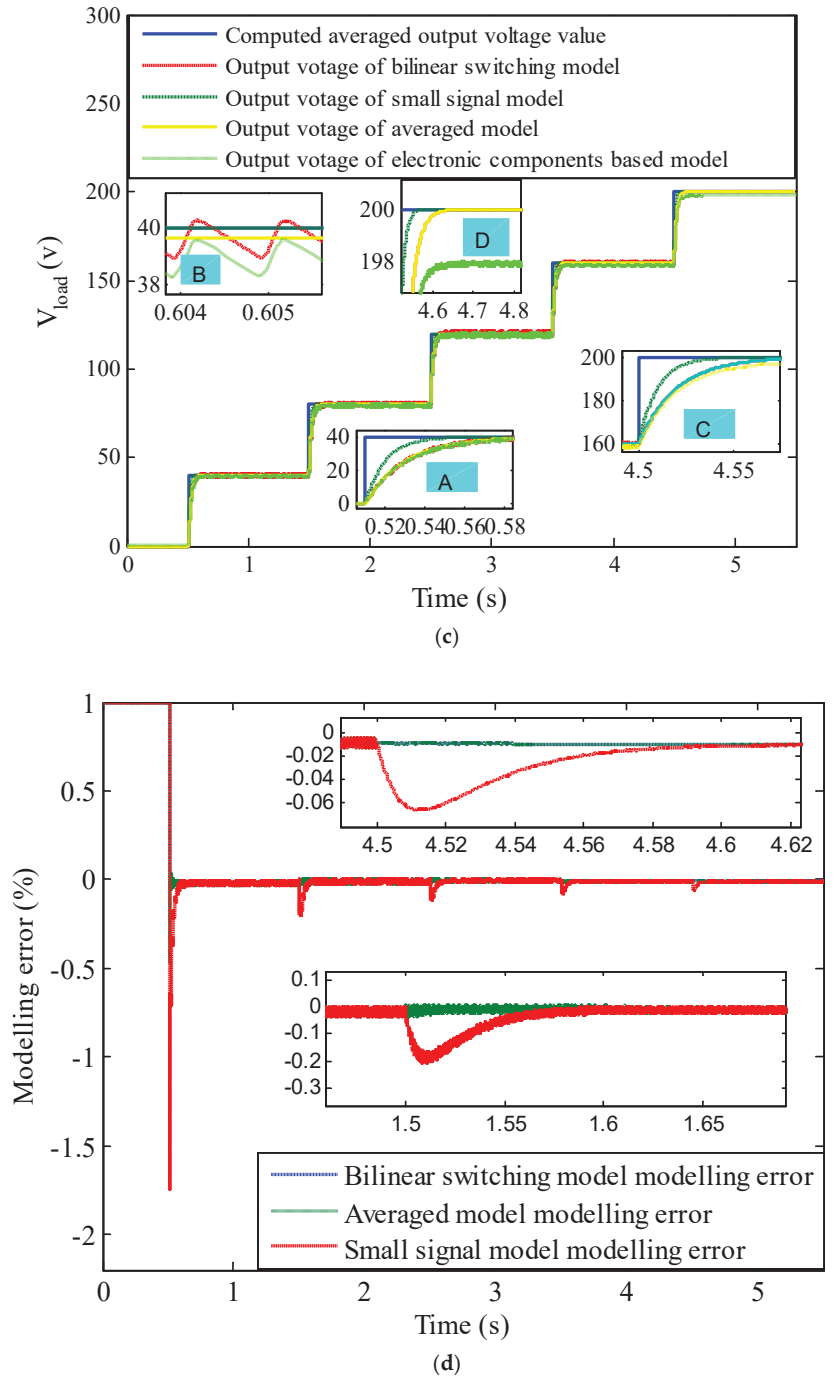 300
250
200
150
100
50
0
V_load (v)
Computed averaged output voltage value
Output votage of bilinear switching model
Output votage of small signal model
Output votage of averaged model
Output votage of electronic components based model
40
38
B
0.604 0.605
200
198
D
4.6 4.7 4.8
200
180
160
C
4.5 4.55
40
20
0
A
0.52 0.54 0.56 0.58
0 1 2 3 4 5
Time (s)
(c)
1
0.5
0
-0.5
-1
-1.5
-2
Modelling error (%)
0
-0.02
-0.06
4.5 4.52 4.54 4.56 4.58 4.6 4.62
0.1
0
-0.1
-0.2
-0.3
1.5 1.55 1.6 1.65
Bilinear switching model modelling error
Averaged model modelling error
Small signal model modelling error
0 1 2 3 4 5
Time (s)
(d)